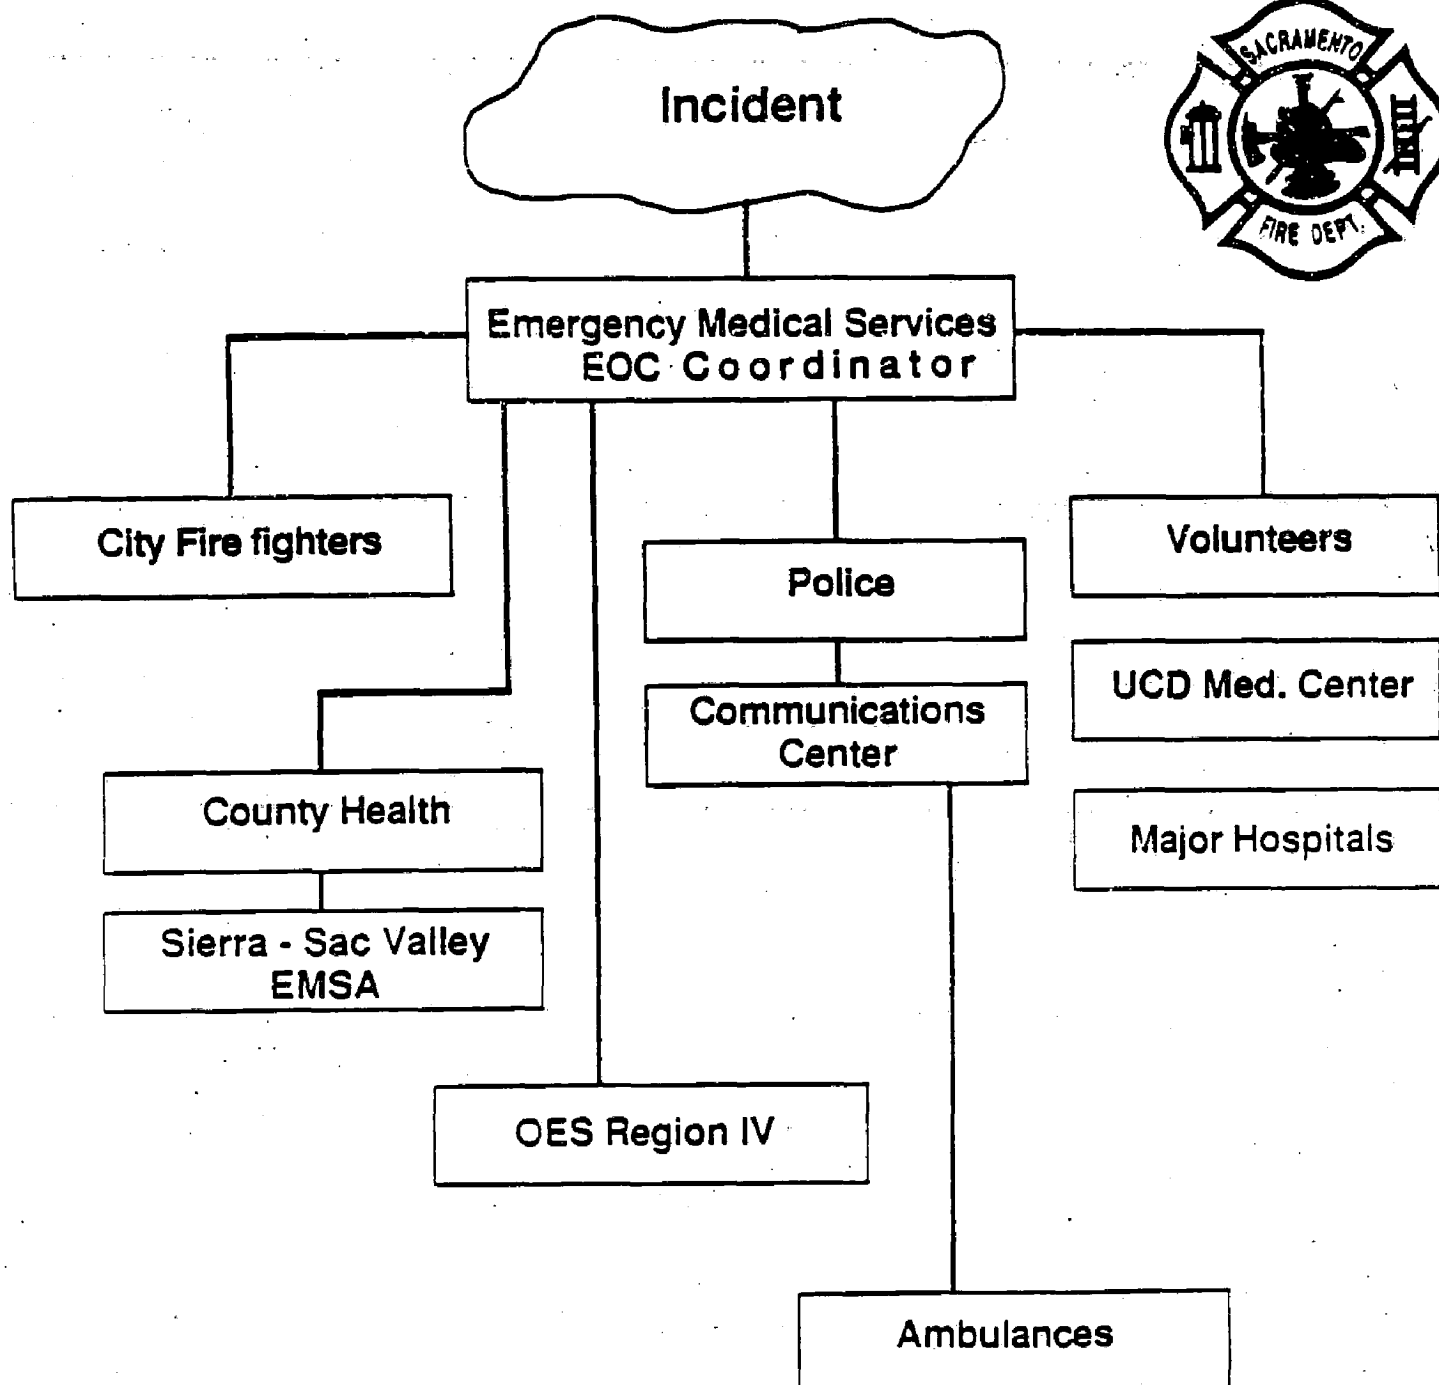 Incident
SACRAMENTO
FIRE DEPT.
Emergency Medical Services
EOC Coordinator
City Fire fighters
Volunteers
Police
UCD Med. Center
Communications
Center
County Health
Major Hospitals
Sierra - Sac Valley
EMSA
OES Region IV
Ambulances